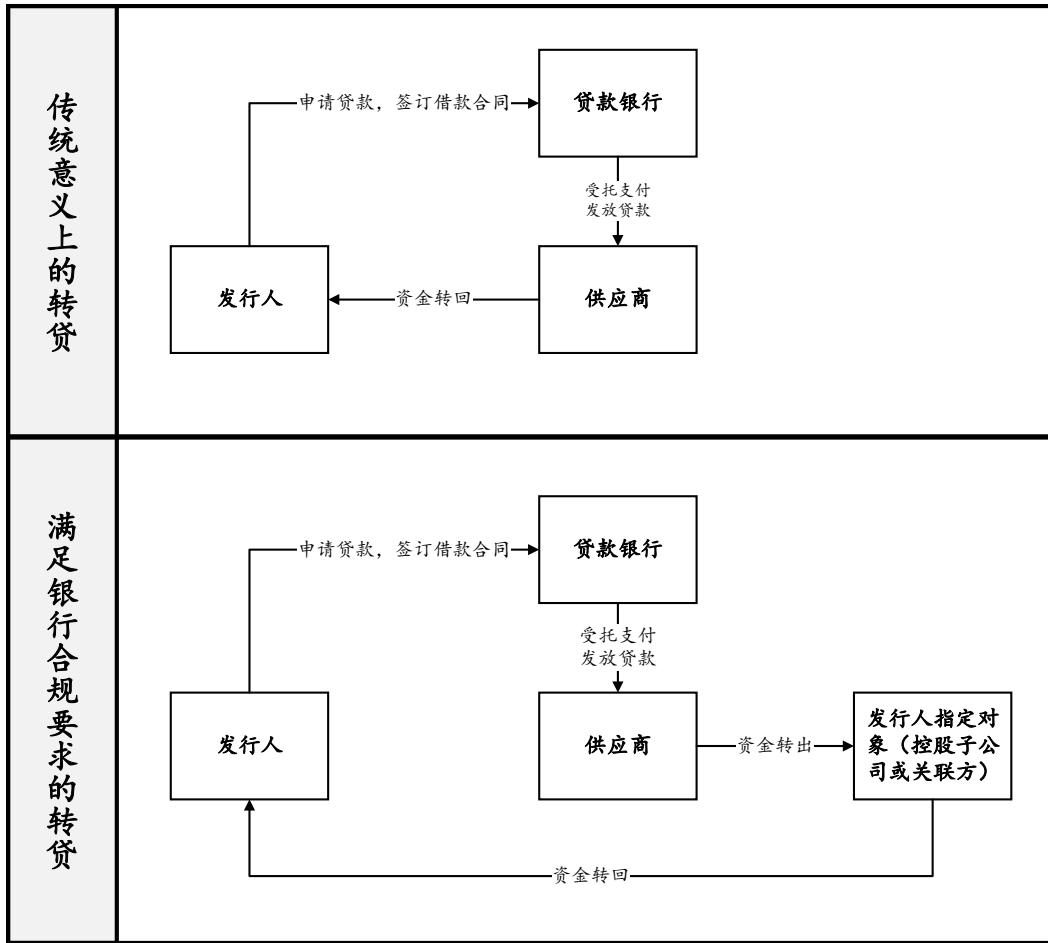 传统意义上的转贷
申请贷款，签订借款合同
贷款银行
受托支付
发放贷款
发行人
资金转回
供应商
满足银行合规要求的转贷
申请贷款，签订借款合同
贷款银行
受托支付
发放贷款
发行人
供应商
资金转出
发行人指定对
象（控股子公
司或关联方）
资金转回